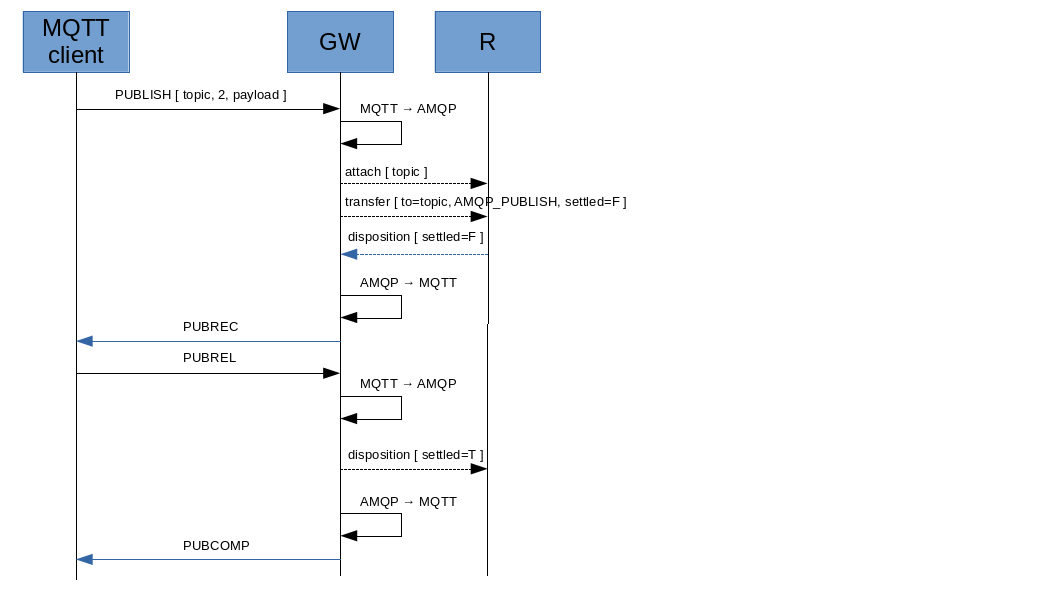 MQTT
client
GW
R
PUBLISH [ topic, 2, payload ]
MQTT → AMQP
attach [ topic ]
transfer [ to=topic, AMQP_PUBLISH, settled=F ]
disposition [ settled=F ]
AMQP → MQTT
PUBREC
PUBREL
MQTT → AMQP
disposition [ settled=T ]
AMQP → MQTT
PUBCOMP